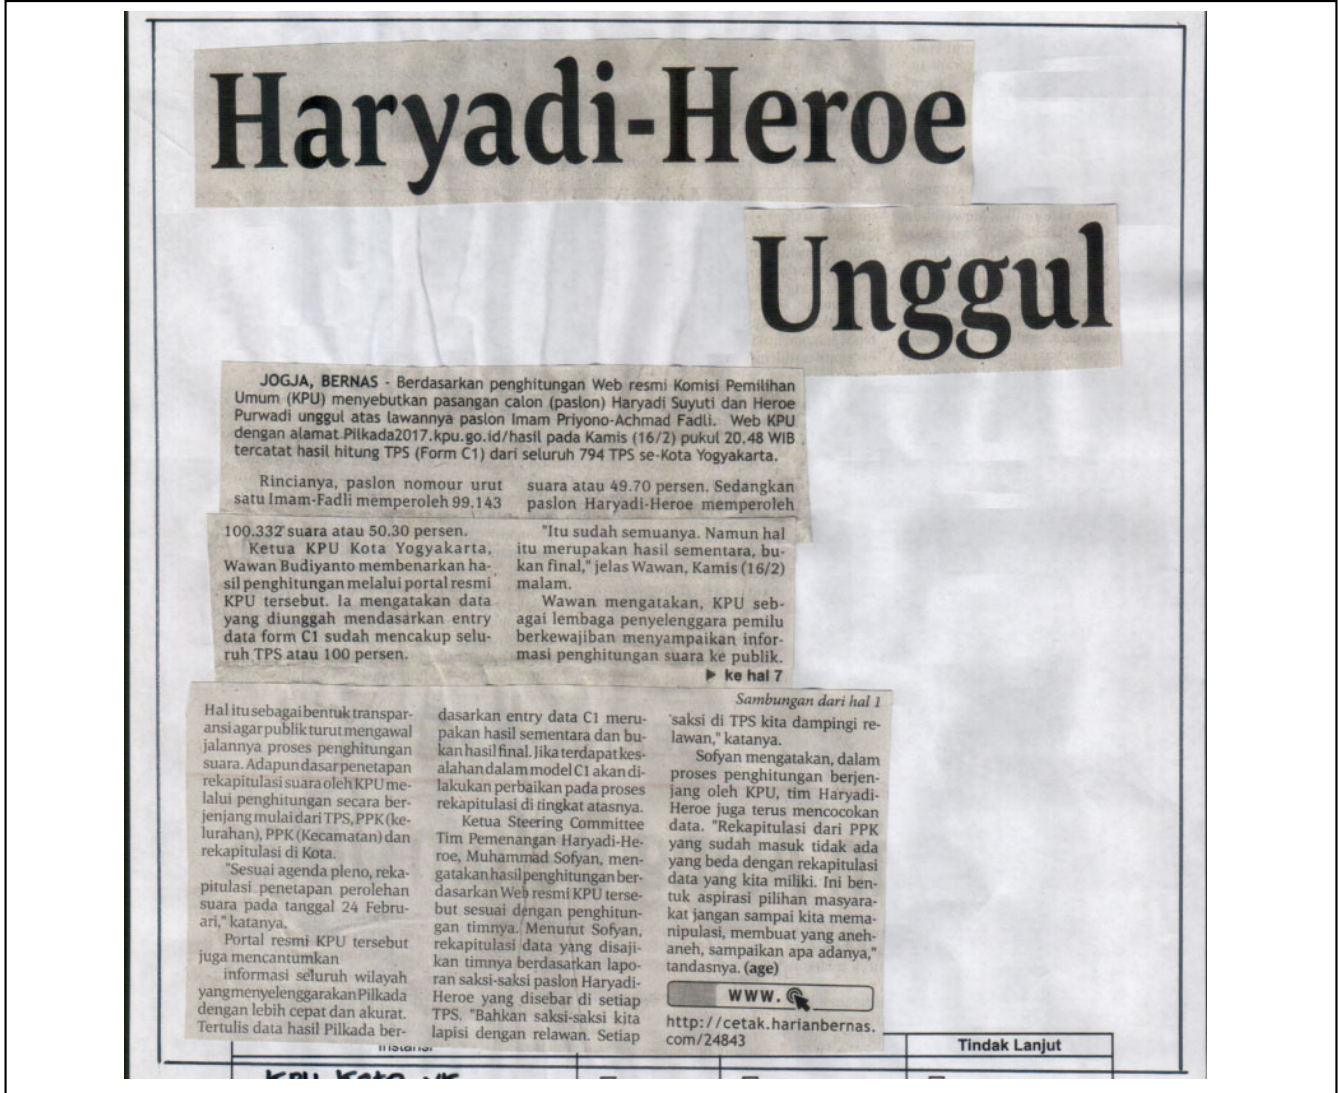 Haryadi-Heroe
Unggul
JOGJA, BERNAS - Berdasarkan penghitungan Web resmi Komisi Pemilihan
Umum (KPU) menyebutkan pasangan calon (paslon) Haryadi Suyuti dan Heroe
Purwadi unggul atas lawannya paslon Imam Priyono-Achmad Fadli. Web KPU
dengan alamat Pilkada2017.kpu.go.id/hasil pada Kamis (16/2) pukul 20.48 WIB
tercatat hasil hitung TPS (Form C1) dari seluruh 794 TPS se-Kota Yogyakarta.
Rincianya, paslon nomour urut
satu Imam-Fadli memperoleh 99.143
suara atau 49.70 persen. Sedangkan
paslon Haryadi-Heroe memperoleh
100.332 suara atau 50.30 persen.
Ketua KPU Kota Yogyakarta,
Wawan Budiyanto membenarkan ha-
sil penghitungan melalui portal resmi
KPU tersebut. Ia mengatakan data
yang diunggah mendasarkan entry
data form C1 sudah mencakup selu-
ruh TPS atau 100 persen.
"Itu sudah semuanya. Namun hal
itu merupakan hasil sementara, bu-
kan final," jelas Wawan, Kamis (16/2)
malam.
Wawan mengatakan, KPU seb-
agai lembaga penyelenggara pemilu
berkewajiban menyampaikan infor-
masi penghitungan suara ke publik.
▶ ke hal 7
Sambungan dari hal 1
Hal itu sebagai bentuk transpar-
ansi agar publik turut mengawal
jalannya proses penghitungan
suara. Adapun dasar penetapan
rekapitulasi suara oleh KPU me-
lalui penghitungan secara ber-
jenjang mulai dari TPS, PPK (ke-
lurahan), PPK (Kecamatan) dan
rekapitulasi di Kota.
"Sesuai agenda pleno, reka-
pitulasi penetapan perolehan
suara pada tanggal 24 Febru-
ari," katanya.
Portal resmi KPU tersebut
juga mencantumkan
informasi seluruh wilayah
yang menyelenggarakan Pilkada
dengan lebih cepat dan akurat.
Tertulis data hasil Pilkada ber-
dasarkan entry data C1 meru-
pakan hasil sementara dan bu-
kan hasil final. Jika terdapat kes-
alahan dalam model C1 akan di-
lakukan perbaikan pada proses
rekapitulasi di tingkat atasnya.
Ketua Steering Committee
Tim Pemenangan Haryadi-He-
roe, Muhammad Sofyan, men-
gatakan hasil penghitungan ber-
dasarkan Web resmi KPU terse-
but sesuai dengan penghitun-
gan timnya. Menurut Sofyan,
rekapitulasi data yang disaji-
kan timnya berdasarkan lapo-
ran saksi-saksi paslon Haryadi-
Heroe yang disebar di setiap
TPS. "Bahkan saksi-saksi kita
lapisi dengan relawan. Setiap
saksi di TPS kita dampingi re-
lawan," katanya.
Sofyan mengatakan, dalam
proses penghitungan berjen-
jang oleh KPU, tim Haryadi-
Heroe juga terus mencocokan
data. "Rekapitulasi dari PPK
yang sudah masuk tidak ada
yang beda dengan rekapitulasi
data yang kita miliki. Ini ben-
tuk aspirasi pilihan masyara-
kat jangan sampai kita mema-
nipulasi, membuat yang aneh-
aneh, sampaikan apa adanya,"
tandasnya. (age)
WWW.
http://cetak.harianbernas.
com/24843
Instansi
Tindak Lanjut